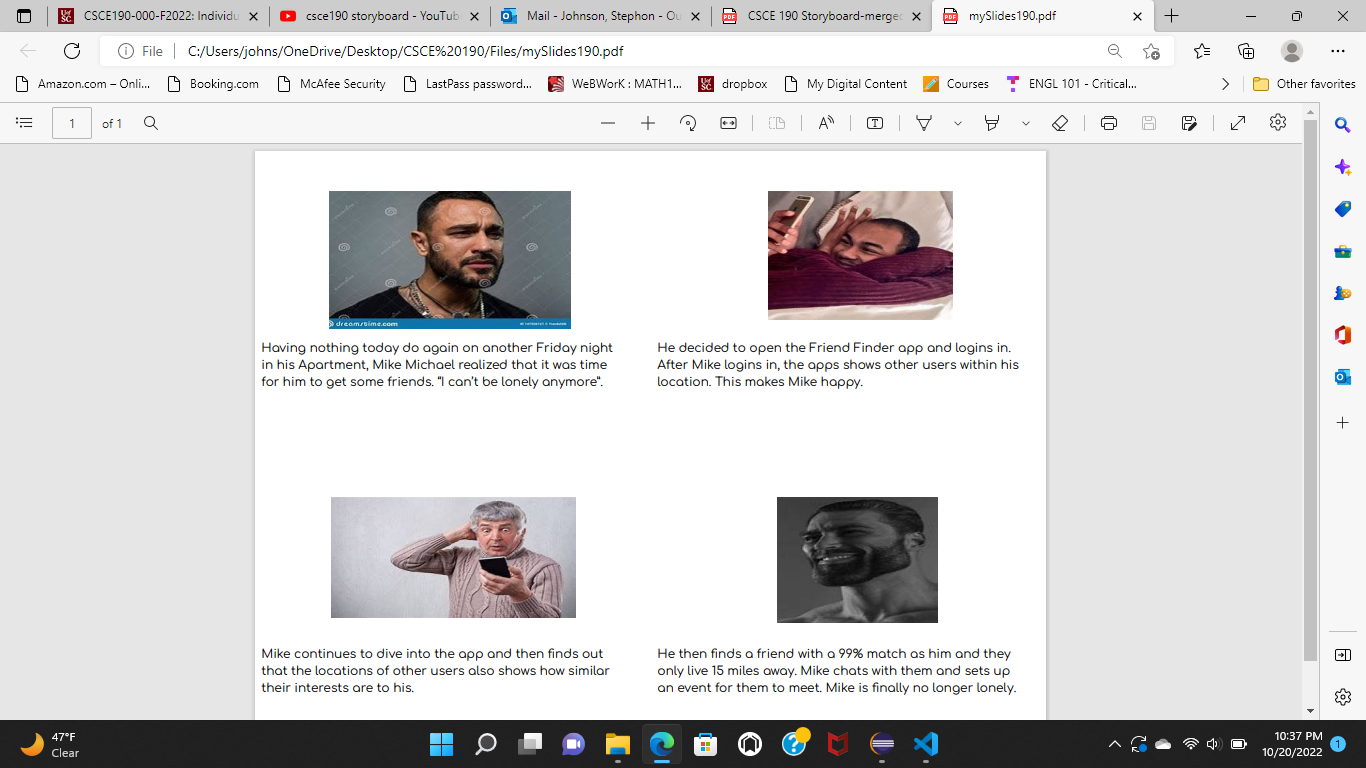 CSCE190-000-F2022: Individu
csce190 storyboard - YouTub
Mail - Johnson, Stephon - Ou
CSCE 190 Storyboard-merged
mySlides190.pdf
File
C:/Users/johns/OneDrive/Desktop/CSCE%20190/Files/mySlides190.pdf
Amazon.com – Onli...
Booking.com
McAfee Security
LastPass password...
WeBWorK : MATH1...
dropbox
My Digital Content
Courses
ENGL 101 - Critical...
Other favorites
1 of 1
dreamstime.com
Having nothing today do again on another Friday night
in his Apartment, Mike Michael realized that it was time
for him to get some friends. “I can’t be lonely anymore”.
He decided to open the Friend Finder app and logins in.
After Mike logins in, the apps shows other users within his
location. This makes Mike happy.
Mike continues to dive into the app and then finds out
that the locations of other users also shows how similar
their interests are to his.
He then finds a friend with a 99% match as him and they
only live 15 miles away. Mike chats with them and sets up
an event for them to meet. Mike is finally no longer lonely.
47°F
Clear
10:37 PM
10/20/2022
1